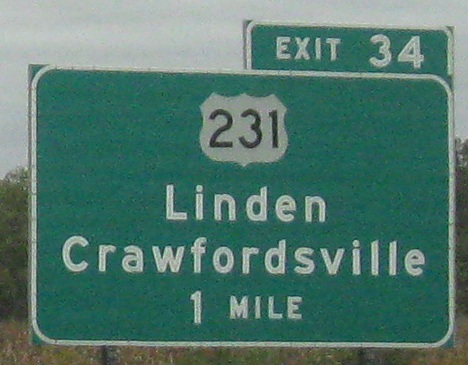 EXIT 34
231
Linden
Crawfordsville
1 MILE